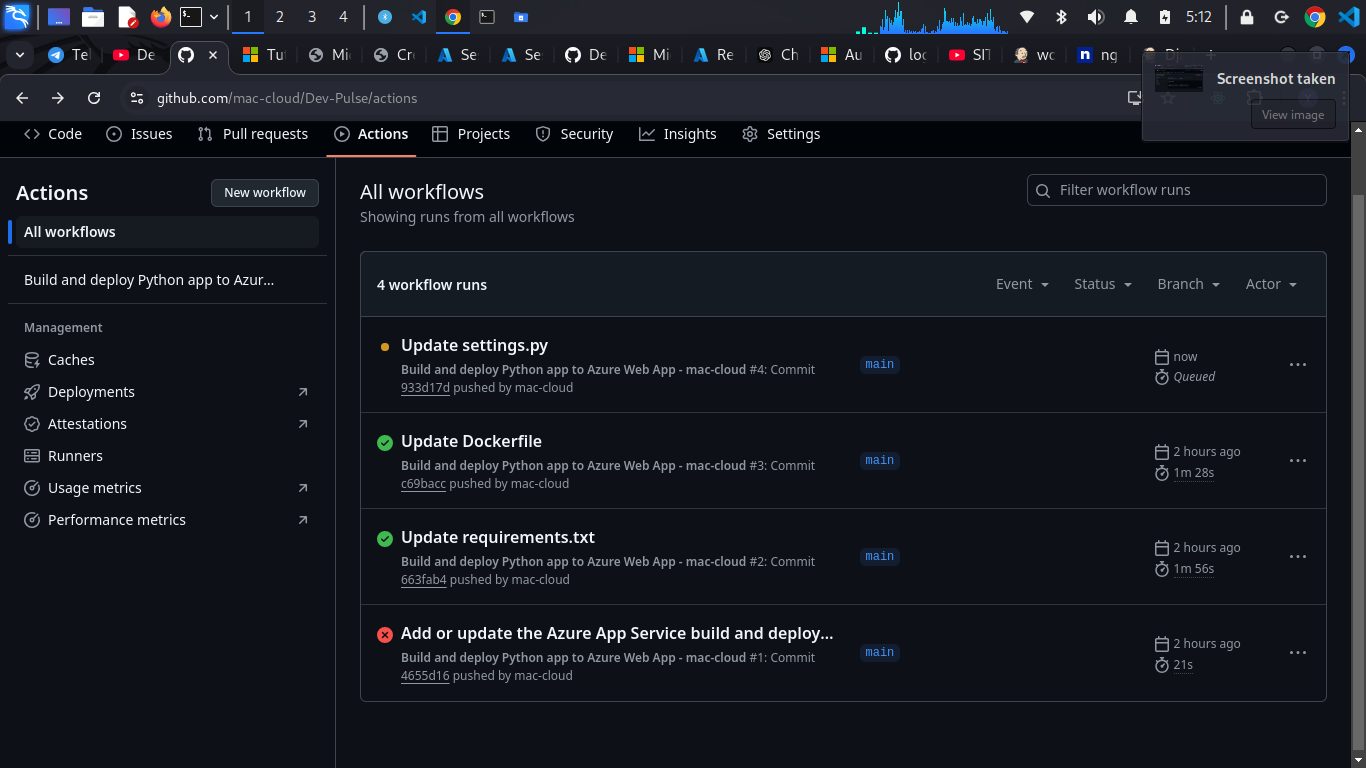 1 2 3 4 5:12
Tel De Tut Mic Cre Se Se De Mi Re Ch Au loc SIT wc ng
github.com/mac-cloud/Dev-Pulse/actions
Screenshot taken
View image
Code Issues Pull requests Actions Projects Security Insights Settings
Actions New workflow
All workflows
Build and deploy Python app to Azur...
Management
Caches
Deployments
Attestations
Runners
Usage metrics
Performance metrics
All workflows
Showing runs from all workflows
Filter workflow runs
4 workflow runs Event Status Branch Actor
Update settings.py
Build and deploy Python app to Azure Web App - mac-cloud #4: Commit
933d17d pushed by mac-cloud
main
now
Queued
Update Dockerfile
Build and deploy Python app to Azure Web App - mac-cloud #3: Commit
c69bacc pushed by mac-cloud
main
2 hours ago
1m 28s
Update requirements.txt
Build and deploy Python app to Azure Web App - mac-cloud #2: Commit
663fab4 pushed by mac-cloud
main
2 hours ago
1m 56s
Add or update the Azure App Service build and deploy...
Build and deploy Python app to Azure Web App - mac-cloud #1: Commit
4655d16 pushed by mac-cloud
main
2 hours ago
21s